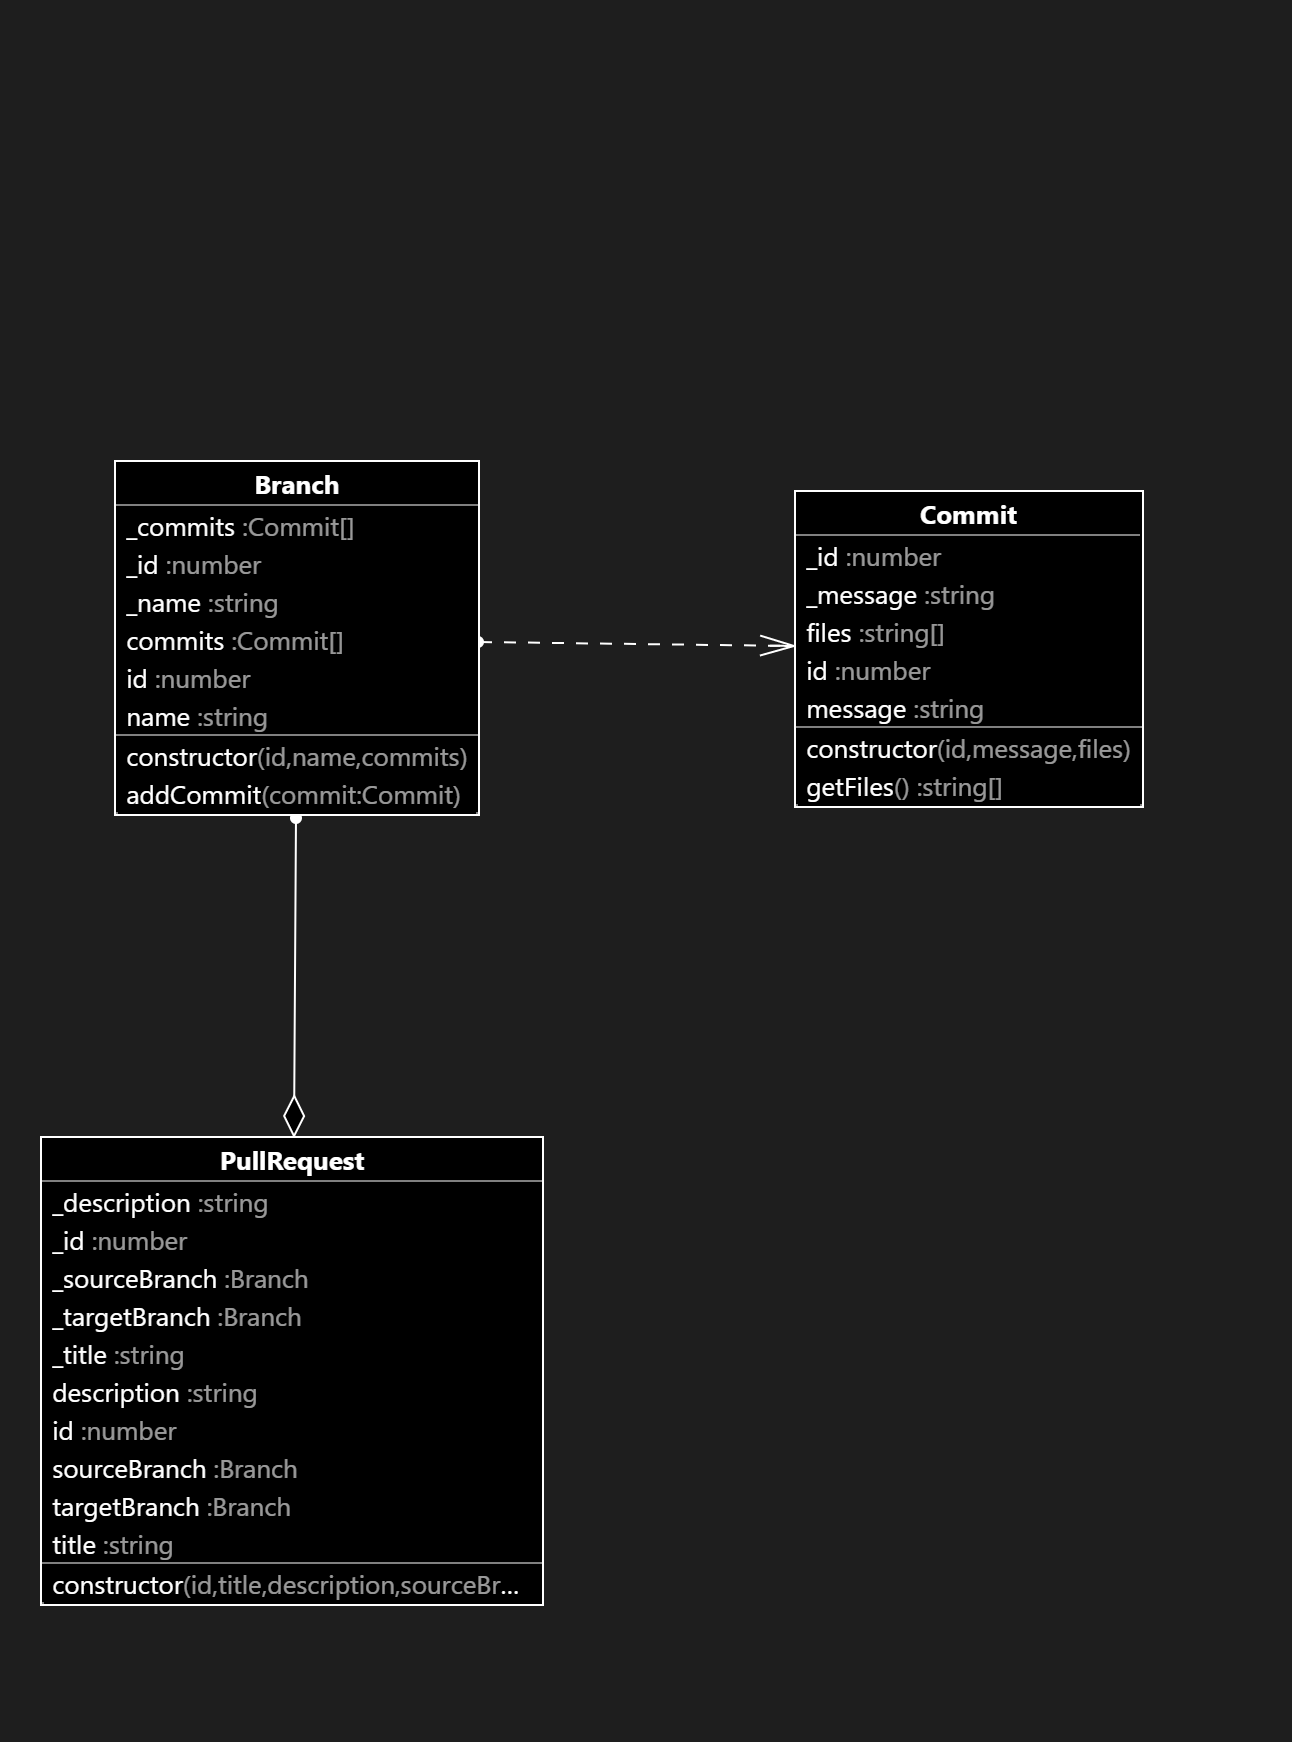 Branch
_commits :Commit[]
_id :number
_name :string
commits :Commit[]
id :number
name :string
constructor(id,name,commits)
addCommit(commit:Commit)
Commit
_id :number
_message :string
files :string[]
id :number
message :string
constructor(id,message,files)
getFiles() :string[]
PullRequest
_description :string
_id :number
_sourceBranch :Branch
_targetBranch :Branch
_title :string
description :string
id :number
sourceBranch :Branch
targetBranch :Branch
title :string
constructor(id,title,description,sourceBr...